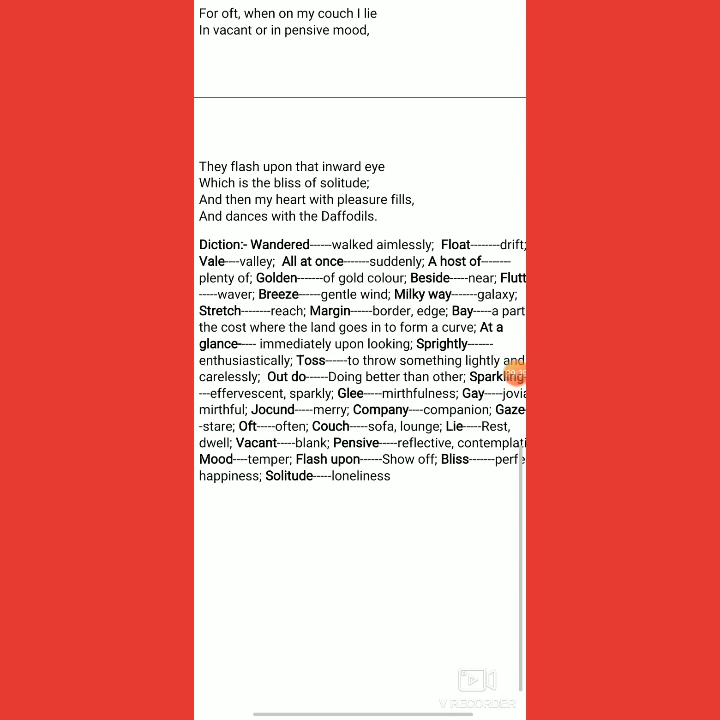 For oft, when on my couch I lie
In vacant or in pensive mood,
They flash upon that inward eye
Which is the bliss of solitude;
And then my heart with pleasure fills,
And dances with the Daffodils.
Diction:- Wandered------walked aimlessly; Float--------drift;
Vale----valley; All at once-------suddenly; A host of--------
plenty of; Golden-------of gold colour; Beside-----near; Flutt
-----waver; Breeze------gentle wind; Milky way-------galaxy;
Stretch--------reach; Margin------border, edge; Bay-----a part
the cost where the land goes in to form a curve; At a
glance----- immediately upon looking; Sprightly-------
enthusiastically; Toss-----to throw something lightly and
carelessly; Out do------Doing better than other; Sparkling
---effervescent, sparkly; Glee-----mirthfulness; Gay-----jovia
mirthful; Jocund-----merry; Company----companion; Gaze
-stare; Oft-----often; Couch-----sofa, lounge; Lie-----Rest,
dwell; Vacant-----blank; Pensive-----reflective, contemplati
Mood----temper; Flash upon------Show off; Bliss-------perfe
happiness; Solitude-----loneliness
V RECORDER